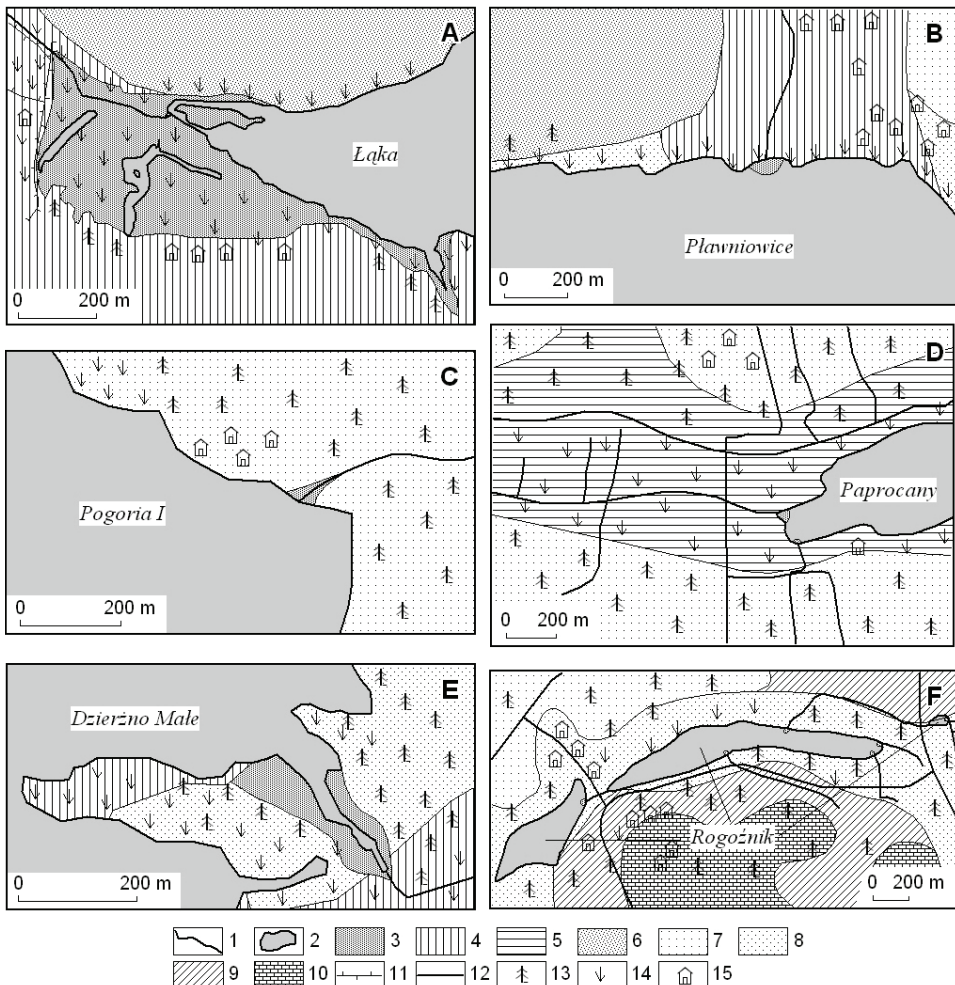 A
Łąka
0 200 m
B
Pławniowice
0 200 m
C
Pogoria I
0 200 m
D
Paprocany
0 200 m
E
Dzierżno Małe
0 200 m
F
Rogoźnik
0 200 m
1 2 3 4 5 6 7 8
9 10 11 12 13 14 15